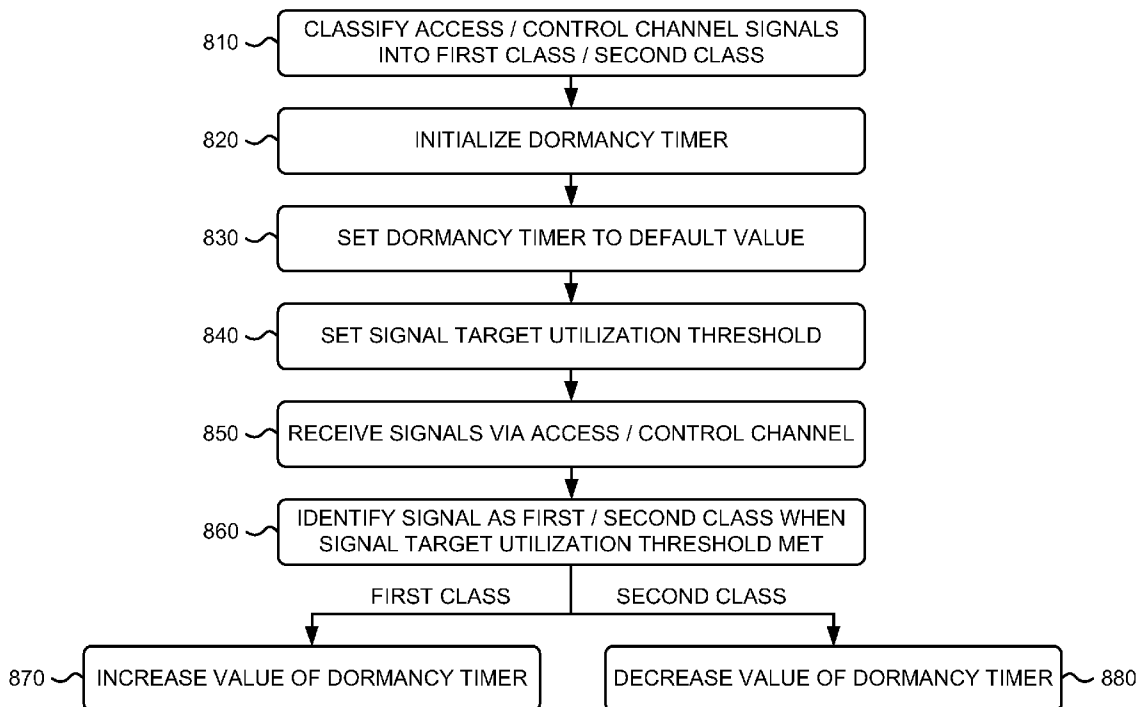 810
CLASSIFY ACCESS / CONTROL CHANNEL SIGNALS
INTO FIRST CLASS / SECOND CLASS
820
INITIALIZE DORMANCY TIMER
830
SET DORMANCY TIMER TO DEFAULT VALUE
840
SET SIGNAL TARGET UTILIZATION THRESHOLD
850
RECEIVE SIGNALS VIA ACCESS / CONTROL CHANNEL
860
IDENTIFY SIGNAL AS FIRST / SECOND CLASS WHEN
SIGNAL TARGET UTILIZATION THRESHOLD MET
FIRST CLASS
SECOND CLASS
870
INCREASE VALUE OF DORMANCY TIMER
DECREASE VALUE OF DORMANCY TIMER
880